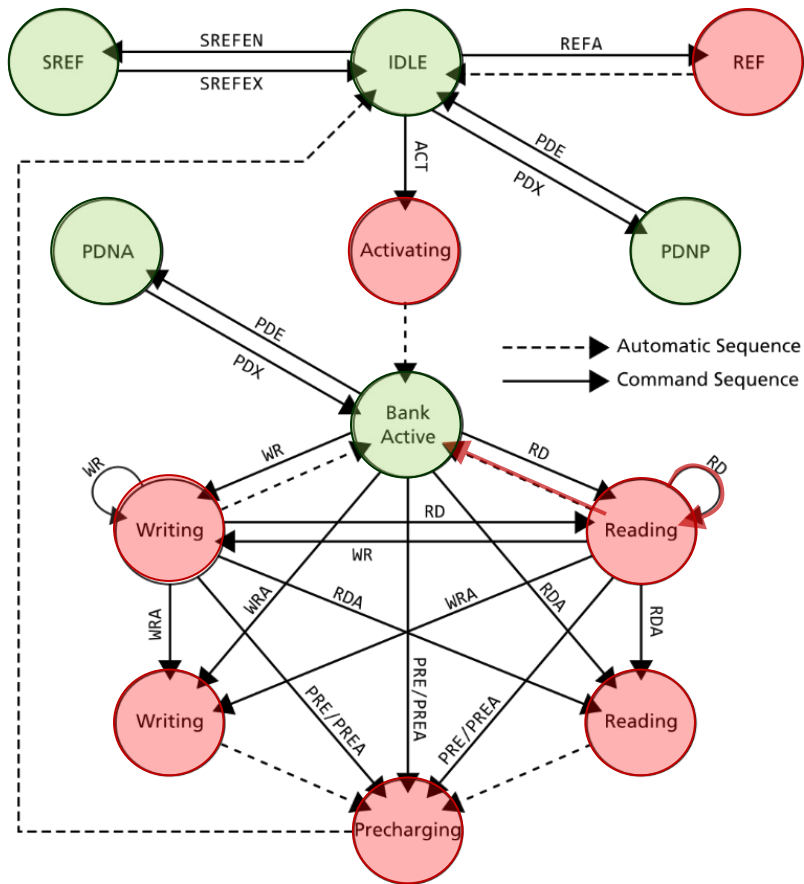 SREFEN
SREF
IDLE
REFA
REF
SREFEX
ACT
PDE
PDX
PDNA
Activating
PDNP
PDE
PDX
Automatic Sequence
Command Sequence
Bank
Active
WR
RD
WR
RD
Writing
RD
Reading
WR
WRA
WRA
RDA
WRA
RDA
RDA
PRE/PREA
PRE/PREA
PRE/PREA
Writing
Reading
Precharging